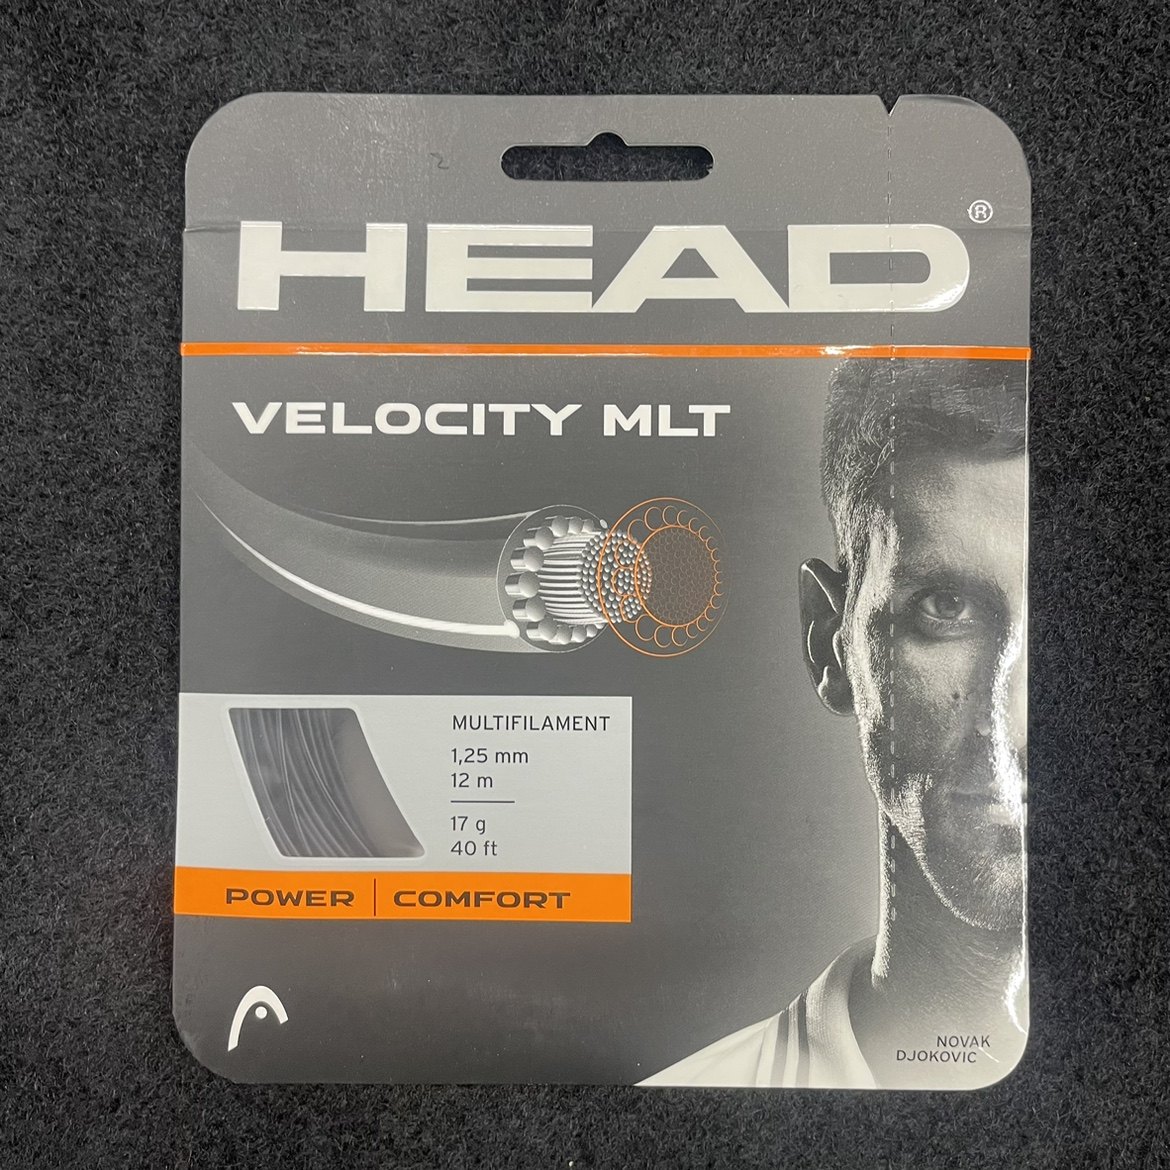 HEAD®
VELOCITY MLT
MULTIFILAMENT
1,25 mm
12 m
17 g
40 ft
POWER | COMFORT
NOVAK
DJOKOVIC